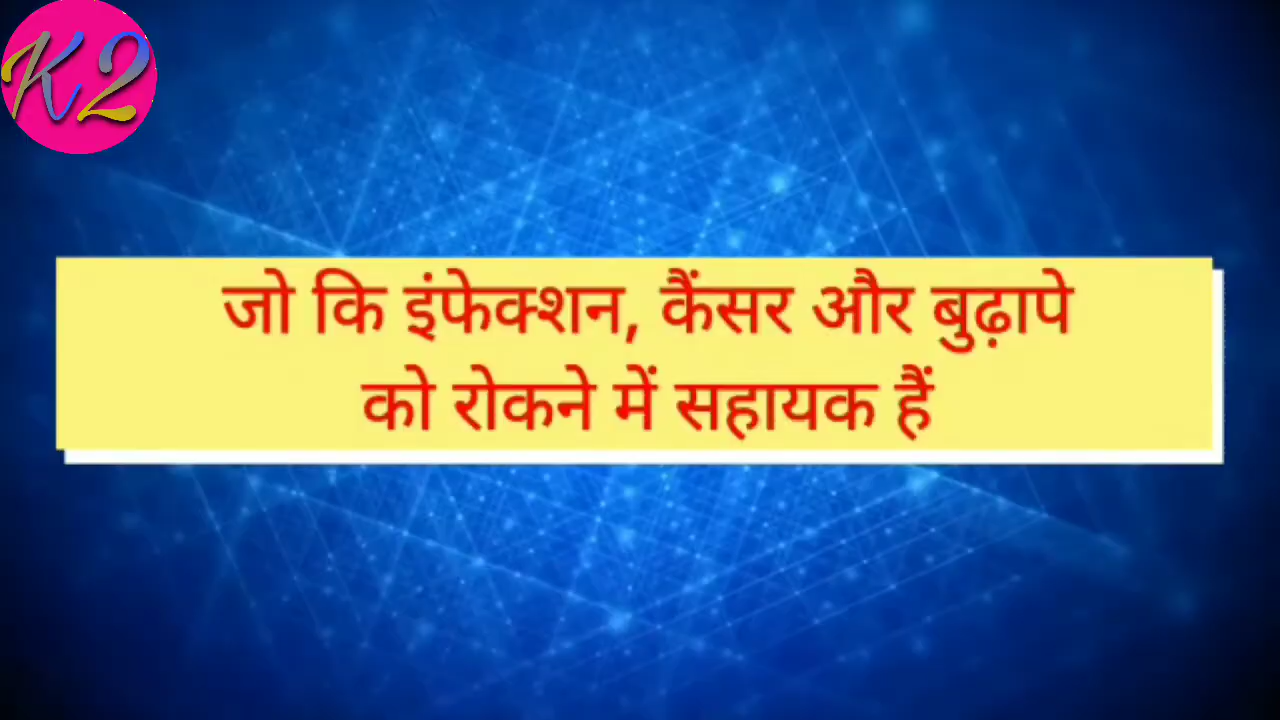 K2
जो कि इंफेक्शन, कैंसर और बुढ़ापे
को रोकने में सहायक हैं